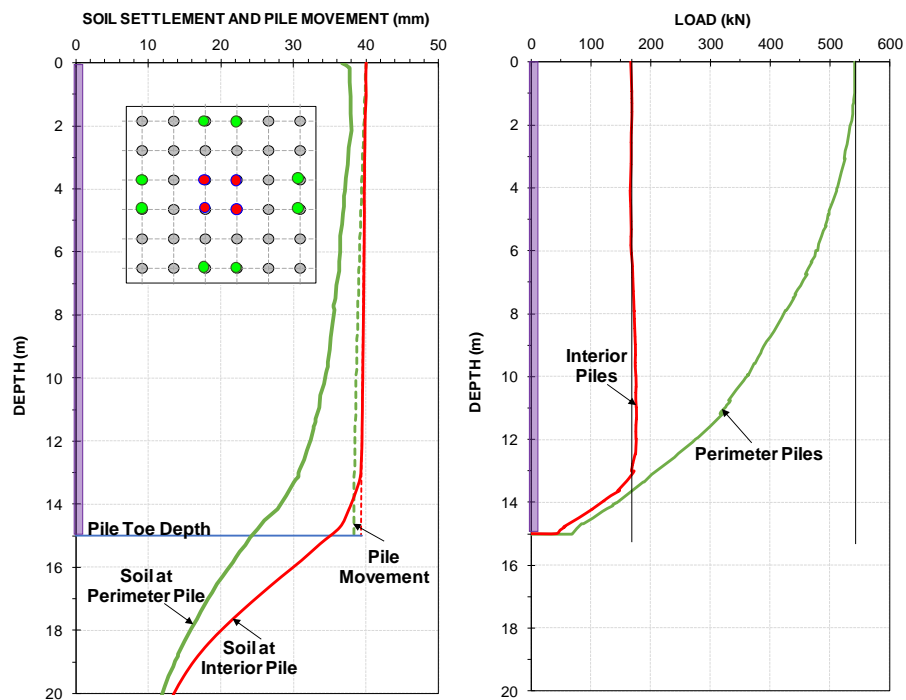 SOIL SETTLEMENT AND PILE MOVEMENT (mm)
0 10 20 30 40 50
0
2
4
6
8
10
12
14
16
18
20
DEPTH (m)
Pile Toe Depth
Pile
Movement
Soil at
Perimeter Pile
Soil at
Interior Pile
LOAD (kN)
0 100 200 300 400 500 600
0
2
4
6
8
10
12
14
16
18
20
DEPTH (m)
Interior
Piles
Perimeter Piles